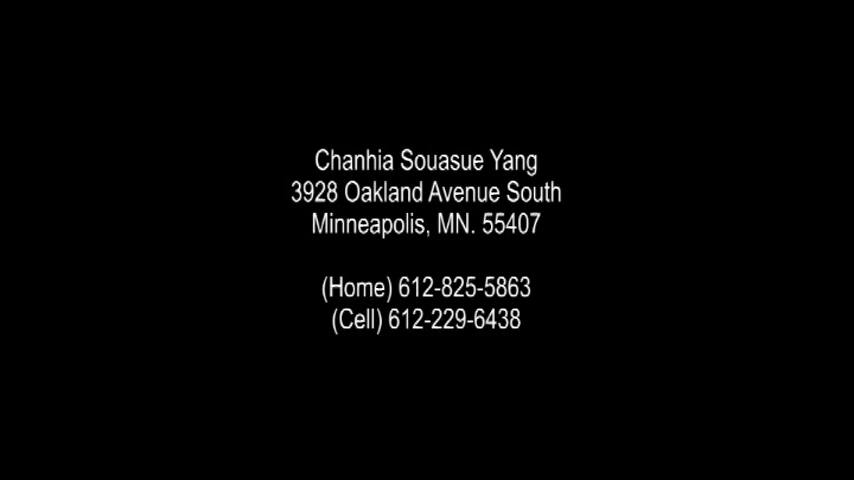 Chanhia Souasue Yang
3928 Oakland Avenue South
Minneapolis, MN. 55407
(Home) 612-825-5863
(Cell) 612-229-6438